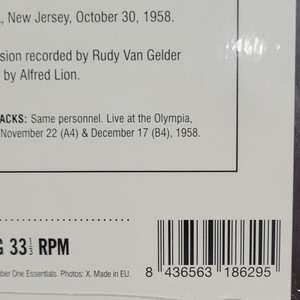 , New Jersey, October 30, 1958.
sion recorded by Rudy Van Gelder
by Alfred Lion.
ACKS: Same personnel. Live at the Olympia,
November 22 (A4) & December 17 (B4), 1958.
G 33⅓ RPM
ber One Essentials. Photos: X. Made in EU.
8 436563 186295